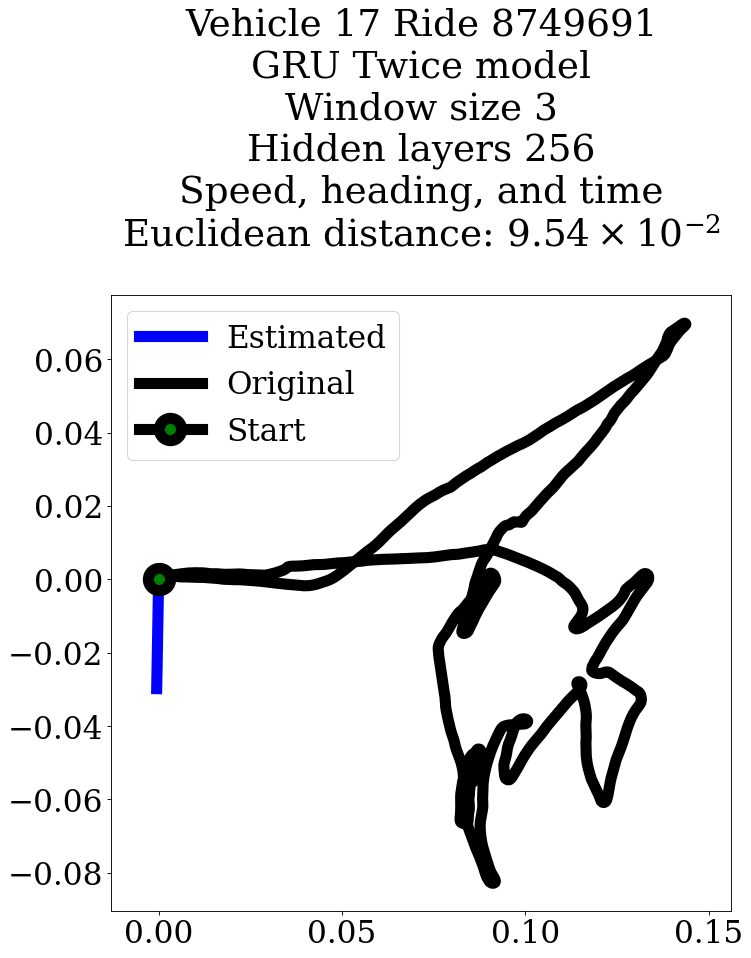 Vehicle 17 Ride 8749691
GRU Twice model
Window size 3
Hidden layers 256
Speed, heading, and time
Euclidean distance: 9.54 × 10⁻²
Estimated
Original
Start
0.06
0.04
0.02
0.00
−0.02
−0.04
−0.06
−0.08
0.00 0.05 0.10 0.15